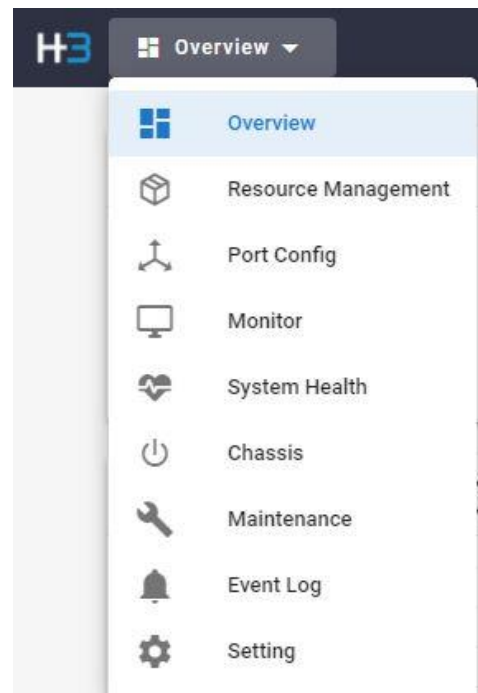 H3 Overview
Overview
Resource Management
Port Config
Monitor
System Health
Chassis
Maintenance
Event Log
Setting